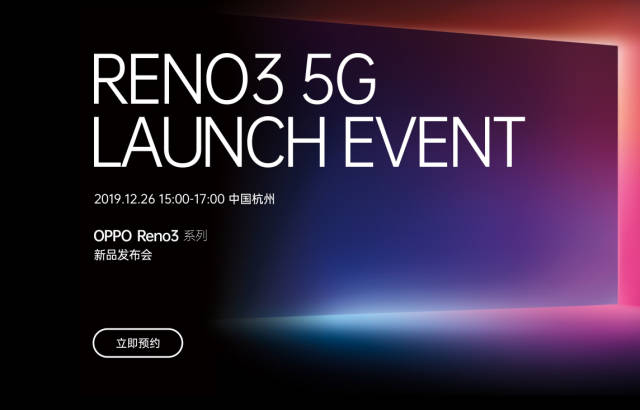 RENO3 5G
LAUNCH EVENT
2019.12.26 15:00-17:00 中国杭州
OPPO Reno3 系列
新品发布会
立即预约